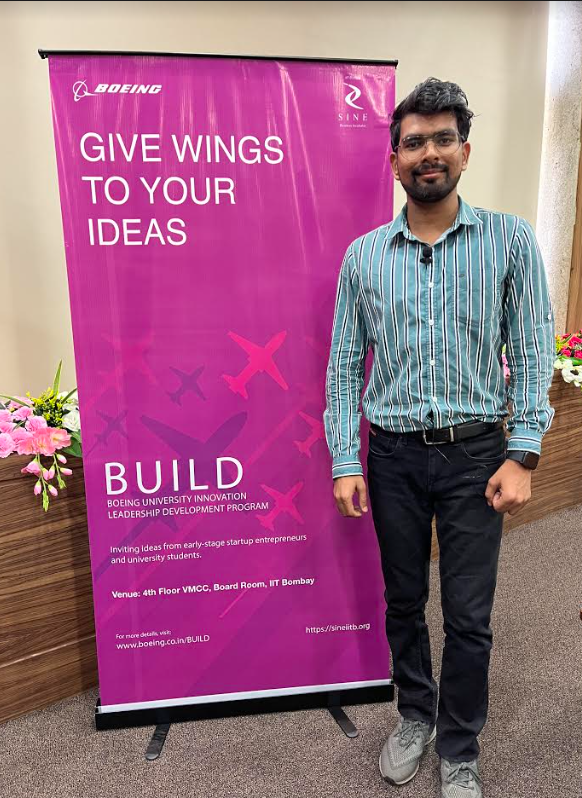 BOEING
SINE
GIVE WINGS
TO YOUR
IDEAS
BUILD
BOEING UNIVERSITY INNOVATION
LEADERSHIP DEVELOPMENT PROGRAM
Inviting ideas from early-stage startup entrepreneurs
and university students.
Venue: 4th Floor VMCC, Board Room, IIT Bombay
For more details, visit:
www.boeing.co.in/BUILD
https://sineiitb.org